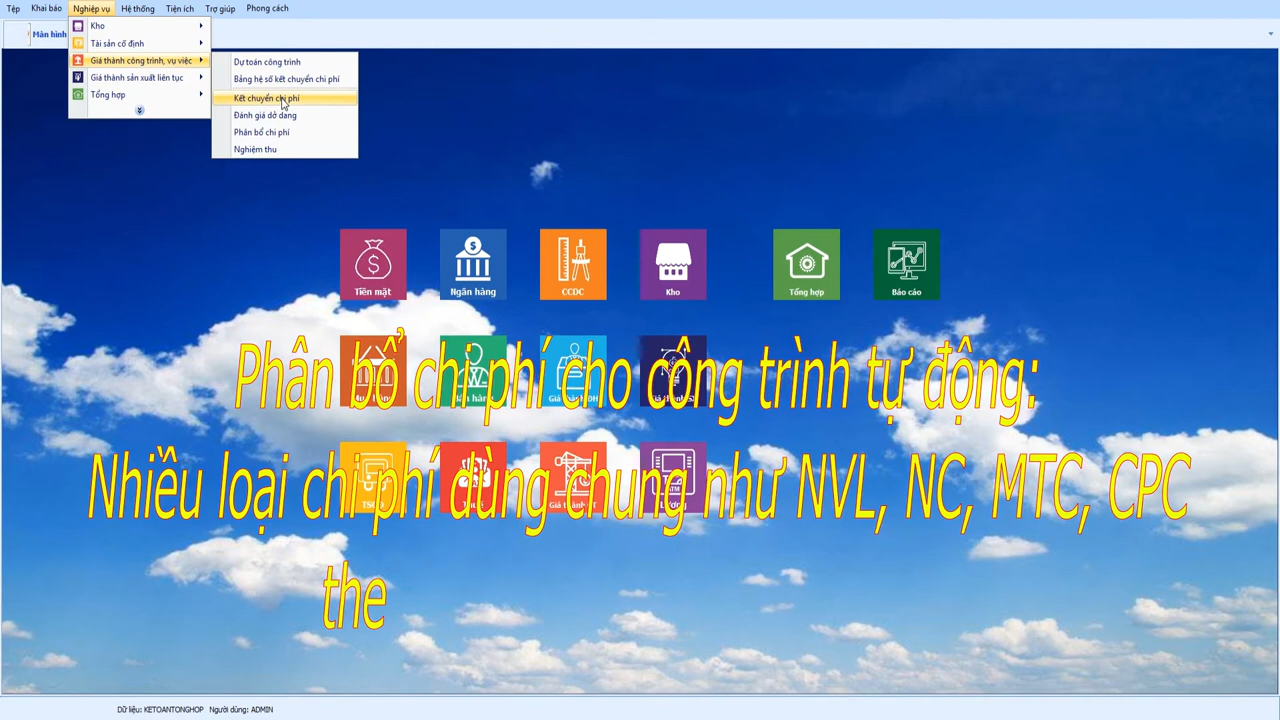 Tệp Khai báo Nghiệp vụ Hệ thống Tiện ích Trợ giúp Phong cách
Màn hình
Kho
Tài sản cố định
Giá thành công trình, vụ việc
Giá thành sản xuất liên tục
Tổng hợp
Dự toán công trình
Bảng hệ số kết chuyển chi phí
Kết chuyển chi phí
Đánh giá dở dang
Phân bổ chi phí
Nghiệm thu
Tiền mặt Ngân hàng CCDC Kho Tổng hợp Báo cáo
Phân bổ chi phí cho công trình tự động:
Nhiều loại chi phí dùng chung như NVL, NC, MTC, CPC
the
Dữ liệu: KETOANTONGHOP Người dùng: ADMIN